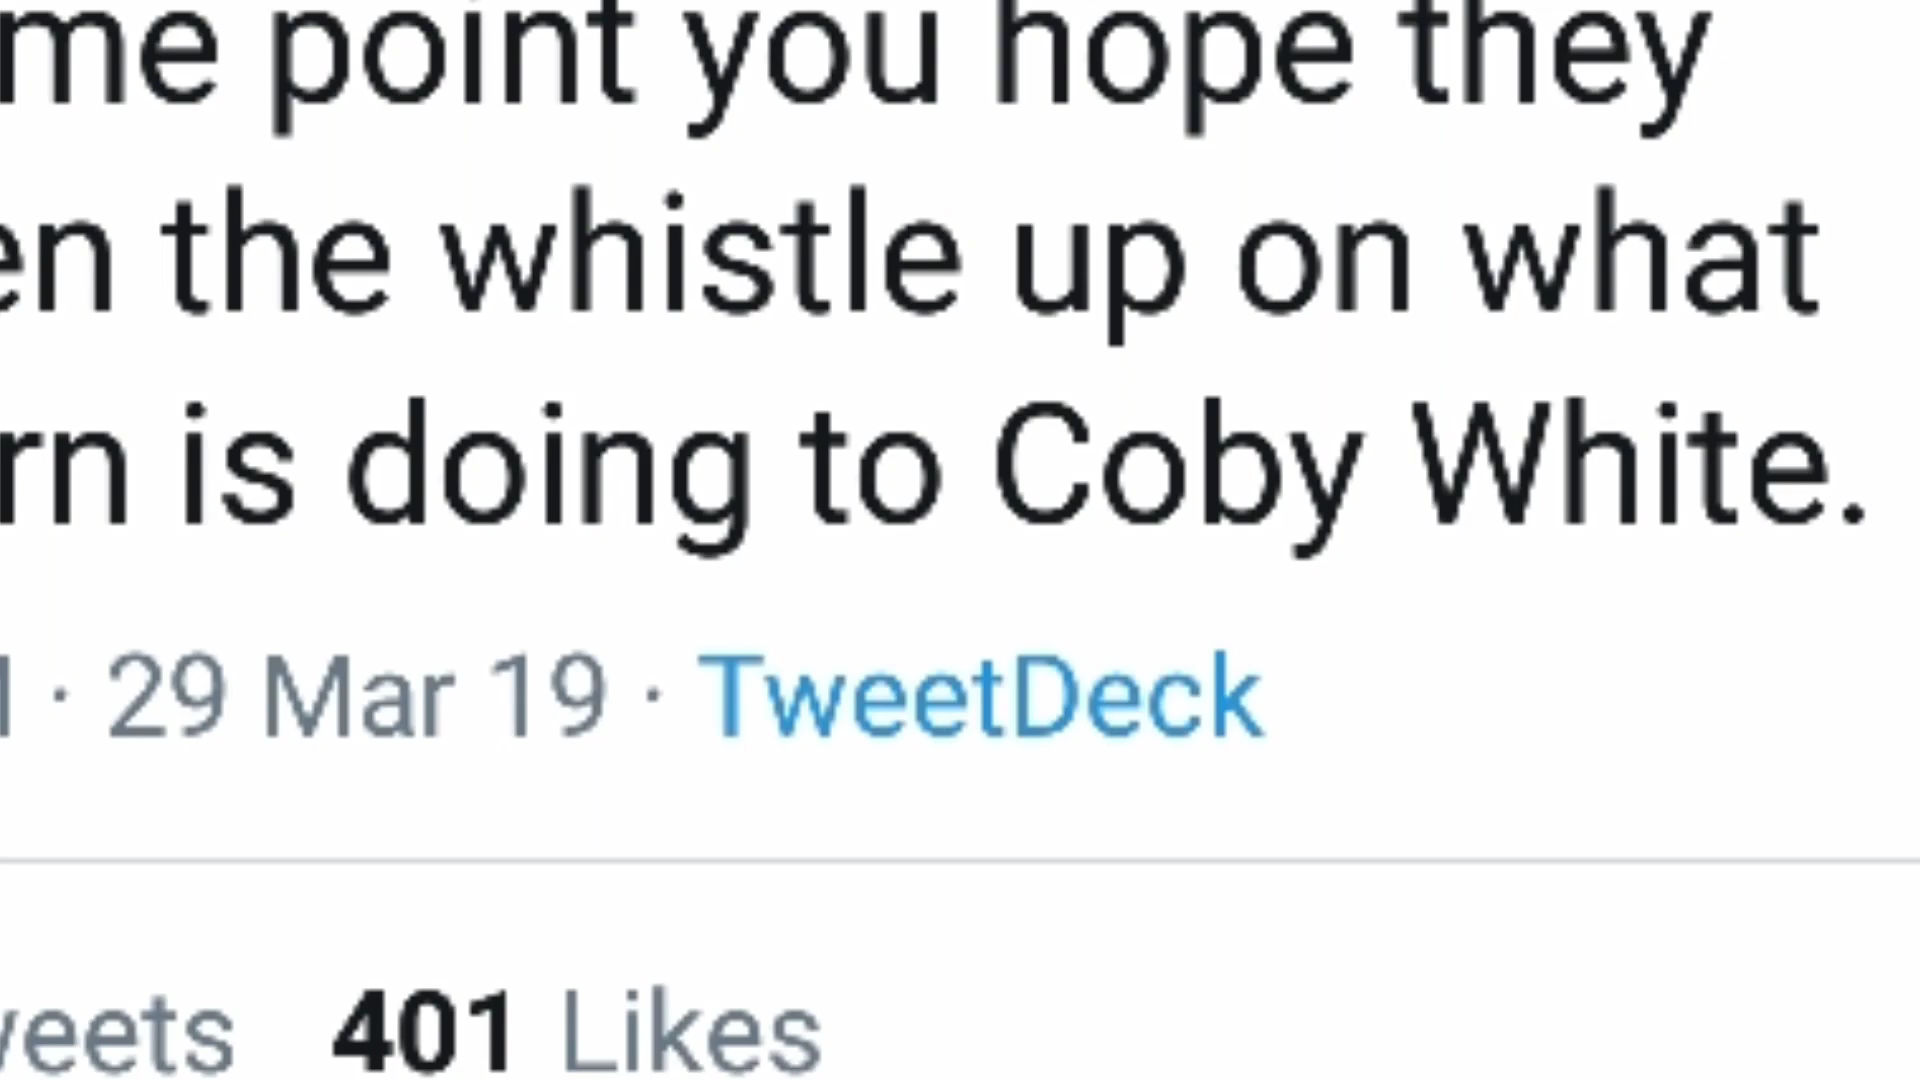 me point you hope they
en the whistle up on what
rn is doing to Coby White.
· 29 Mar 19 · TweetDeck
weets 401 Likes